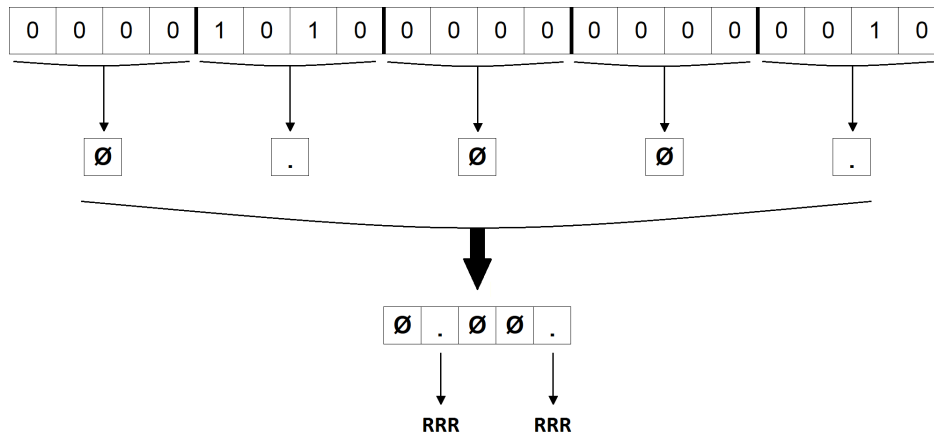 0 0 0 0 1 0 1 0 0 0 0 0 0 0 0 0 0 0 1 0
Ø . Ø Ø .
Ø . Ø Ø .
RRR RRR